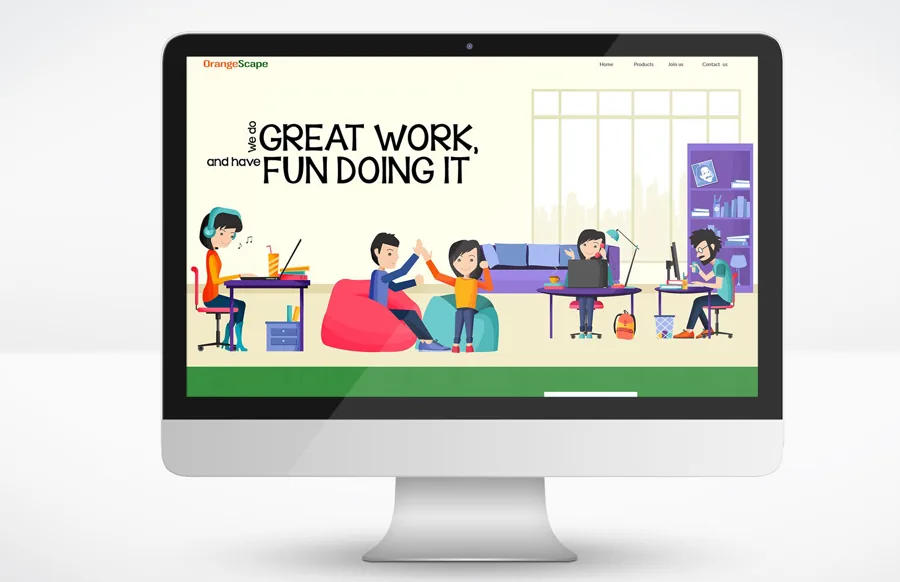 OrangeScape
Home Products Join us Contact us
we do
GREAT WORK,
and have
FUN DOING IT